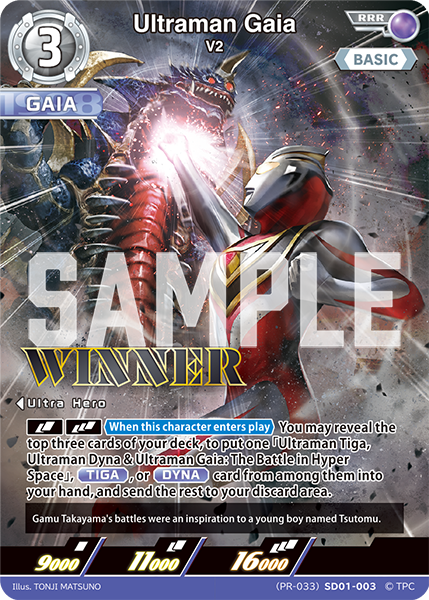 Ultraman Gaia
V2
3
RRR
BASIC
1998
GAIA
SAMPLE
WINNER
Ultra Hero
When this character enters play You may reveal the
top three cards of your deck, to put one「Ultraman Tiga,
Ultraman Dyna & Ultraman Gaia: The Battle in Hyper
Space」, TIGA , or DYNA card from among them into
your hand, and send the rest to your discard area.
Gamu Takayama's battles were an inspiration to a young boy named Tsutomu.
9000 11000 16000
Illus. TONJI MATSUNO (PR-033) SD01-003 © TPC